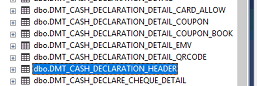 dbo.DMT_CASH_DECLARATION_DETAIL_CARD_ALLOW
dbo.DMT_CASH_DECLARATION_DETAIL_COUPON
dbo.DMT_CASH_DECLARATION_DETAIL_COUPON_BOOK
dbo.DMT_CASH_DECLARATION_DETAIL_EMV
dbo.DMT_CASH_DECLARATION_DETAIL_QRCODE
dbo.DMT_CASH_DECLARATION_HEADER
dbo.DMT_CASH_DECLARE_CHEQUE_DETAIL